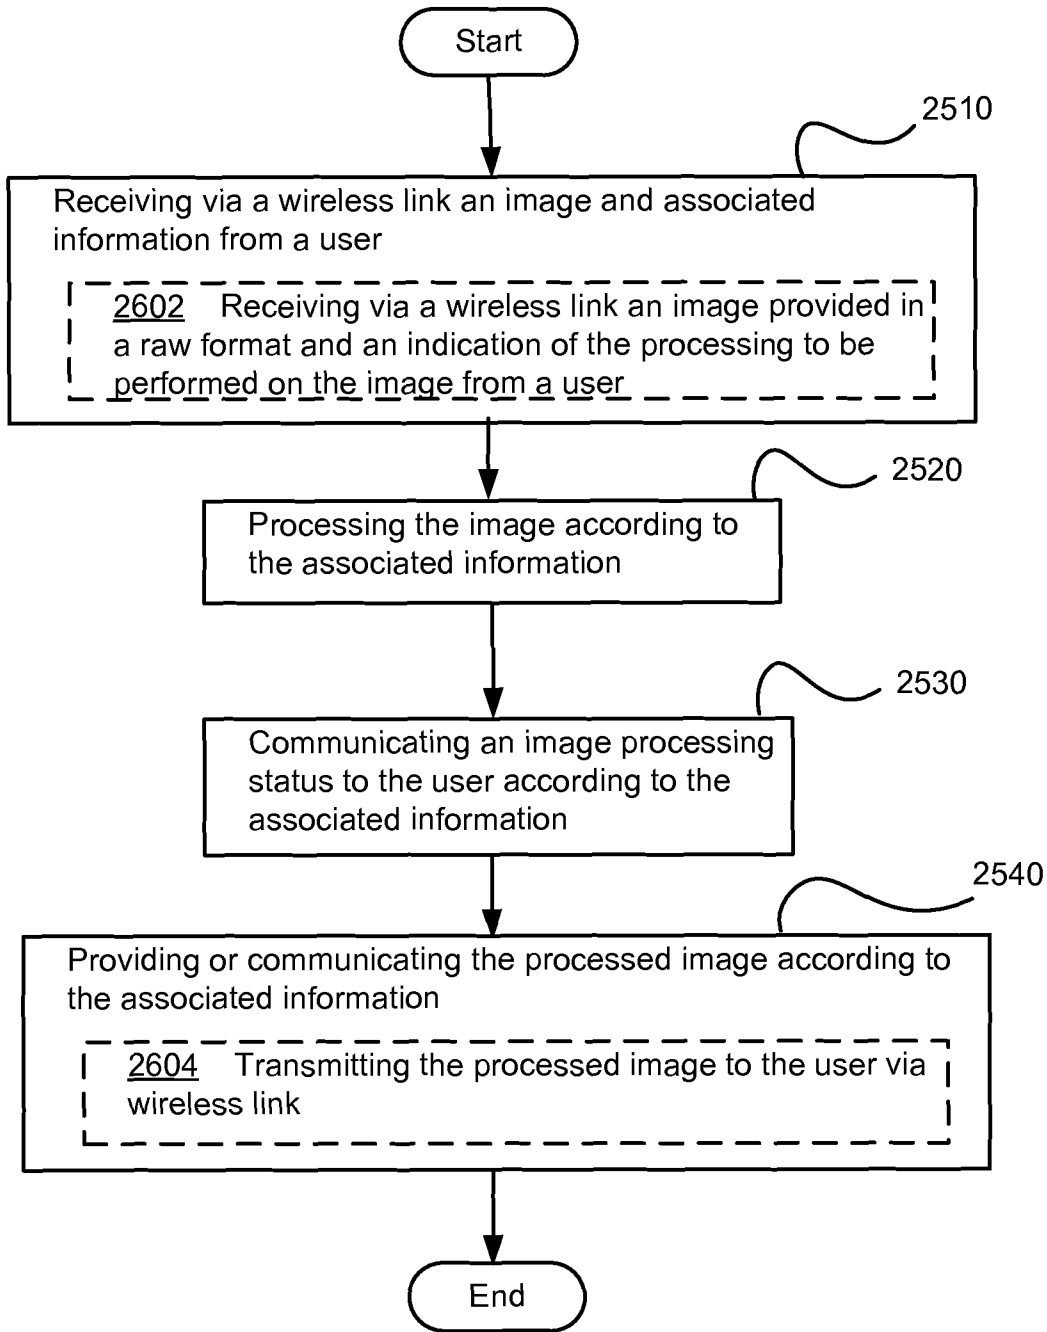 Start
2510
Receiving via a wireless link an image and associated
information from a user
2602 Receiving via a wireless link an image provided in
a raw format and an indication of the processing to be
performed on the image from a user
2520
Processing the image according to
the associated information
2530
Communicating an image processing
status to the user according to the
associated information
2540
Providing or communicating the processed image according to
the associated information
2604 Transmitting the processed image to the user via
wireless link
End